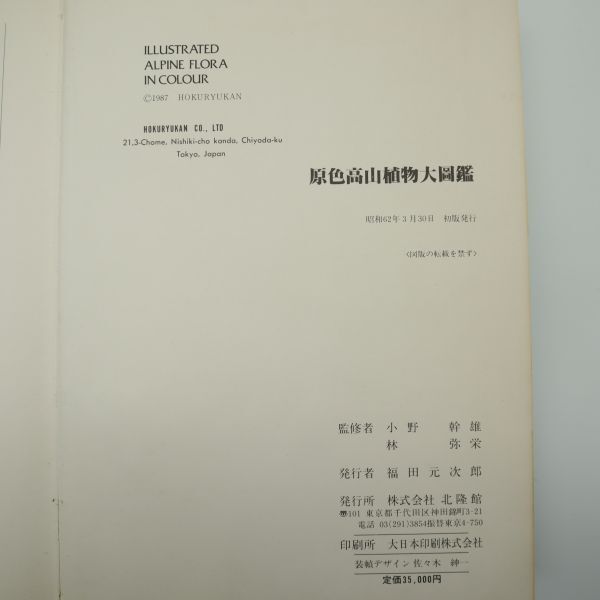 ILLUSTRATED
ALPINE FLORA
IN COLOUR
©1987 HOKURYUKAN
HOKURYUKAN CO., LTD
21,3-Chome, Nishiki-cho kanda, Chiyoda-ku
Tokyo, Japan
原色高山植物大圖鑑
昭和62年3月30日 初版発行
〈図版の転載を禁ず〉
監修者 小野 幹雄
林 弥栄
発行者 福田元次郎
発行所 株式会社 北隆館
〒101 東京都千代田区神田錦町3-21
電話 03(291)3854振替東京4-750
印刷所 大日本印刷株式会社
装幀デザイン 佐々木 紳一
定価35,000円